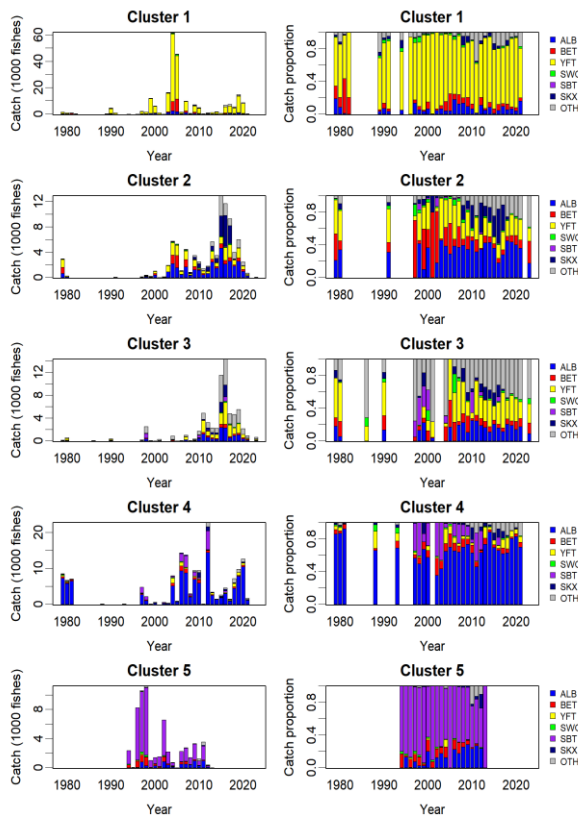 Cluster 1
Catch (1000 fishes)
60
40
20
0
1980 1990 2000 2010 2020
Year
Cluster 1
Catch proportion
0.8
0.4
0.0
1980 1990 2000 2010 2020
Year
ALB
BET
YFT
SWO
SBT
SKX
OTH
Cluster 2
Catch (1000 fishes)
12
8
4
0
1980 1990 2000 2010 2020
Year
Cluster 2
Catch proportion
0.8
0.4
0.0
1980 1990 2000 2010 2020
Year
ALB
BET
YFT
SWO
SBT
SKX
OTH
Cluster 3
Catch (1000 fishes)
12
8
4
0
1980 1990 2000 2010 2020
Year
Cluster 3
Catch proportion
0.8
0.4
0.0
1980 1990 2000 2010 2020
Year
ALB
BET
YFT
SWO
SBT
SKX
OTH
Cluster 4
Catch (1000 fishes)
20
10
0
1980 1990 2000 2010 2020
Year
Cluster 4
Catch proportion
0.8
0.4
0.0
1980 1990 2000 2010 2020
Year
ALB
BET
YFT
SWO
SBT
SKX
OTH
Cluster 5
Catch (1000 fishes)
8
4
0
1980 1990 2000 2010 2020
Year
Cluster 5
Catch proportion
0.8
0.4
0.0
1980 1990 2000 2010 2020
Year
ALB
BET
YFT
SWO
SBT
SKX
OTH